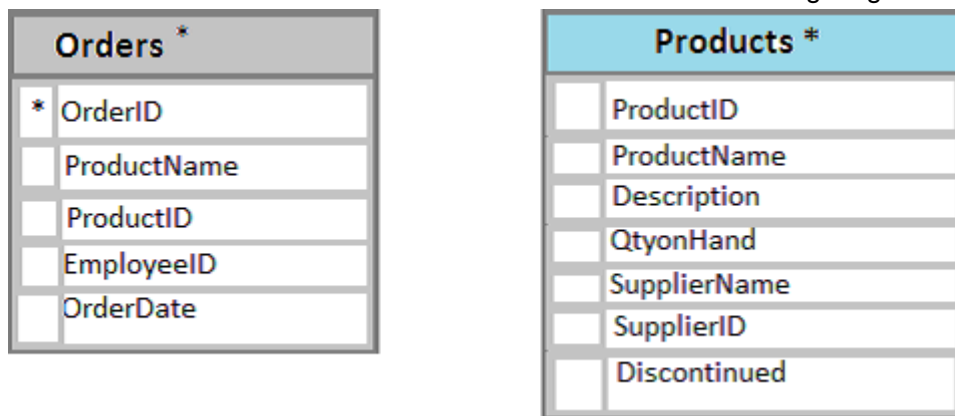 Orders *
* OrderID
ProductName
ProductID
EmployeeID
OrderDate
Products *
ProductID
ProductName
Description
QtyonHand
SupplierName
SupplierID
Discontinued